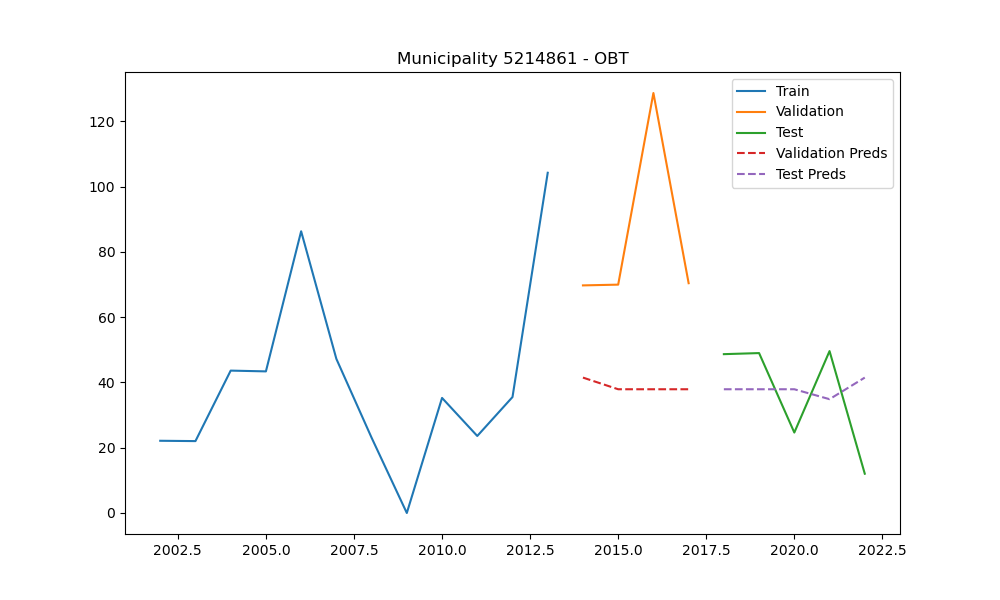 Municipality 5214861 - OBT
Train
Validation
Test
Validation Preds
Test Preds
120
100
80
60
40
20
0
2002.5 2005.0 2007.5 2010.0 2012.5 2015.0 2017.5 2020.0 2022.5